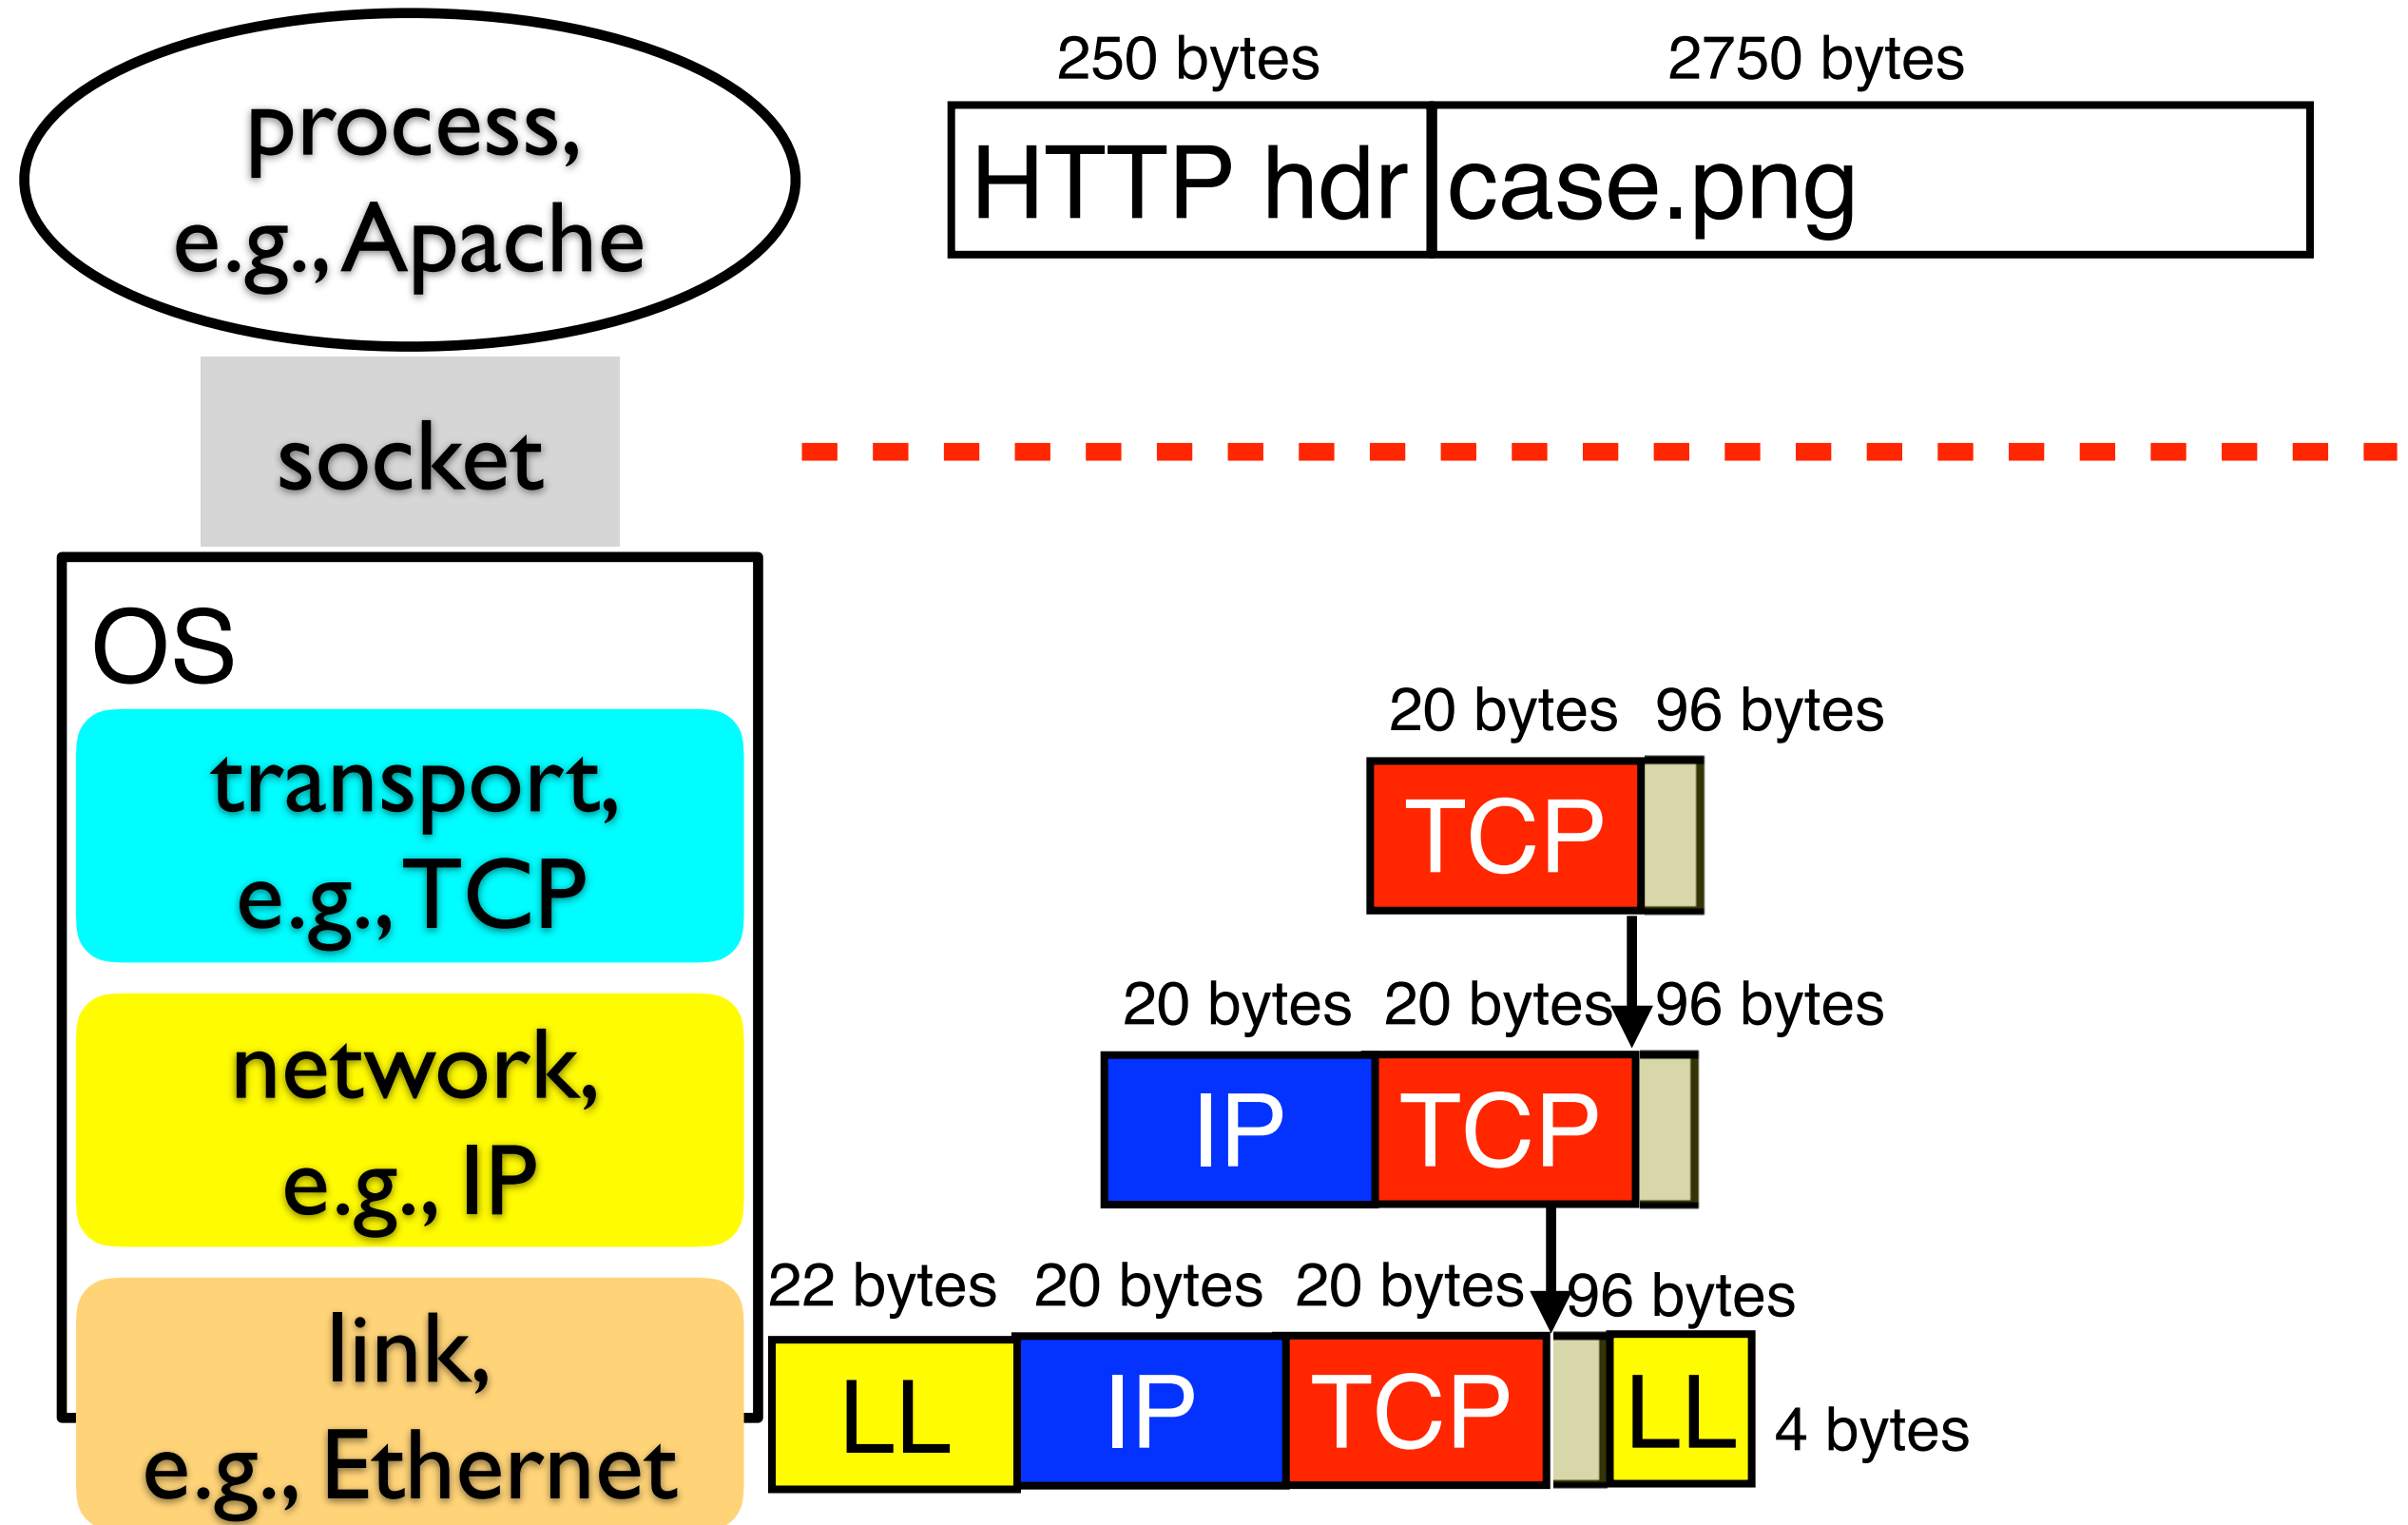 process,
e.g., Apache
250 bytes
2750 bytes
HTTP hdr
case.png
socket
OS
transport,
e.g., TCP
20 bytes
96 bytes
TCP
network,
e.g., IP
20 bytes
20 bytes
96 bytes
IP
TCP
link,
e.g., Ethernet
22 bytes
20 bytes
20 bytes
96 bytes
LL
IP
TCP
LL
4 bytes